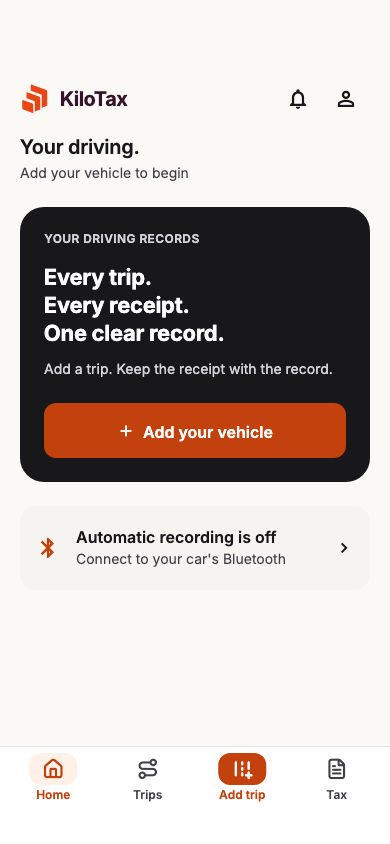 KiloTax
Your driving.
Add your vehicle to begin
YOUR DRIVING RECORDS
Every trip.
Every receipt.
One clear record.
Add a trip. Keep the receipt with the record.
+ Add your vehicle
Automatic recording is off
Connect to your car's Bluetooth
Home
Trips
Add trip
Tax